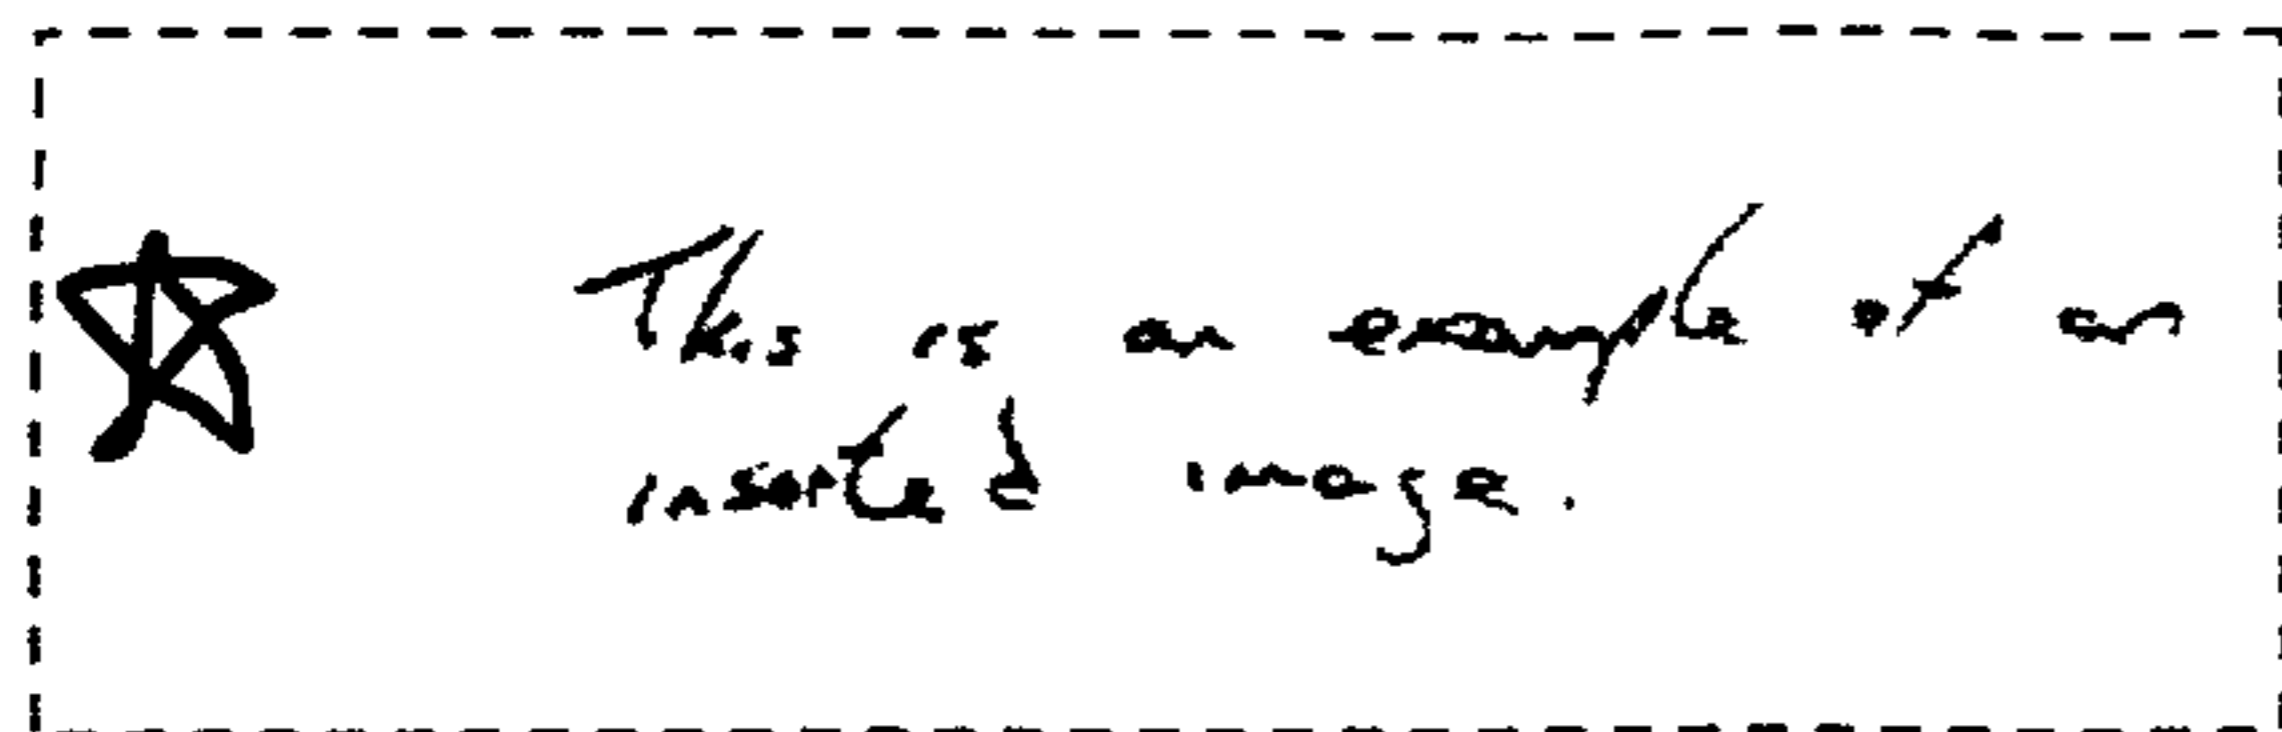 This is an example of an
inserted image.